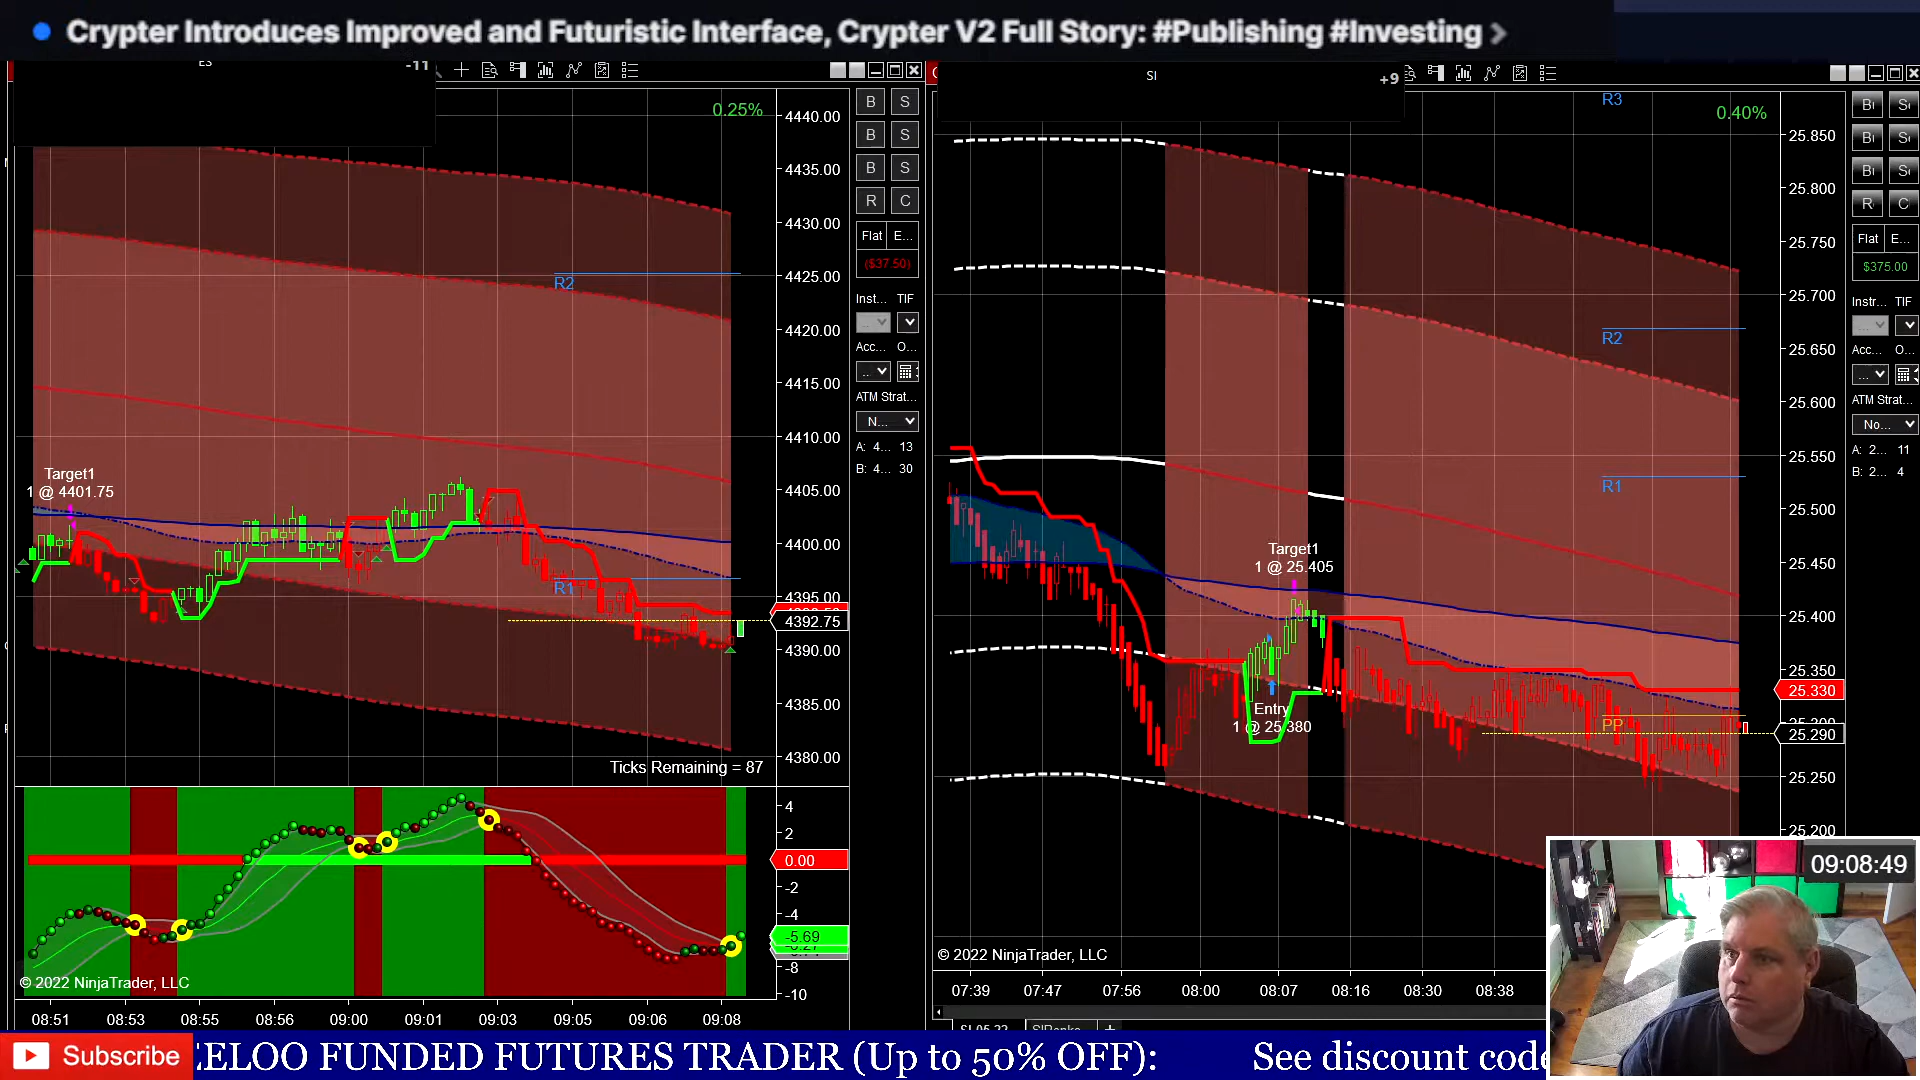 Crypter Introduces Improved and Futuristic Interface, Crypter V2 Full Story: #Publishing #Investing >
ES
-11
0.25%
4440.00
4435.00
4430.00
4425.00
4420.00
4415.00
4410.00
4405.00
4400.00
4395.00
4392.75
4390.00
4385.00
4380.00
R2
R1
Target1
1 @ 4401.75
Ticks Remaining = 87
4
2
0.00
-2
-4
-5.69
-8
-10
© 2022 NinjaTrader, LLC
08:51
08:53
08:55
08:56
09:00
09:01
09:03
09:05
09:06
09:08
B
S
B
S
B
S
R
C
Flat
E...
($37.50)
Inst...
TIF
Acc...
O...
...
ATM Strat...
N...
A: 4... 13
B: 4... 30
SI
+9
0.40%
R3
R2
R1
PP
25.850
25.800
25.750
25.700
25.650
25.600
25.550
25.500
25.450
25.400
25.350
25.330
25.290
25.250
25.200
Target1
1 @ 25.405
Entry
1 @ 25.380
© 2022 NinjaTrader, LLC
07:39
07:47
07:56
08:00
08:07
08:16
08:30
08:38
R
C
Flat
E...
$375.00
Instr...
TIF
Acc...
O...
...
ATM Strat...
No...
A: 2... 11
B: 2... 4
09:08:49
Subscribe
EELOO FUNDED FUTURES TRADER (Up to 50% OFF):
See discount code